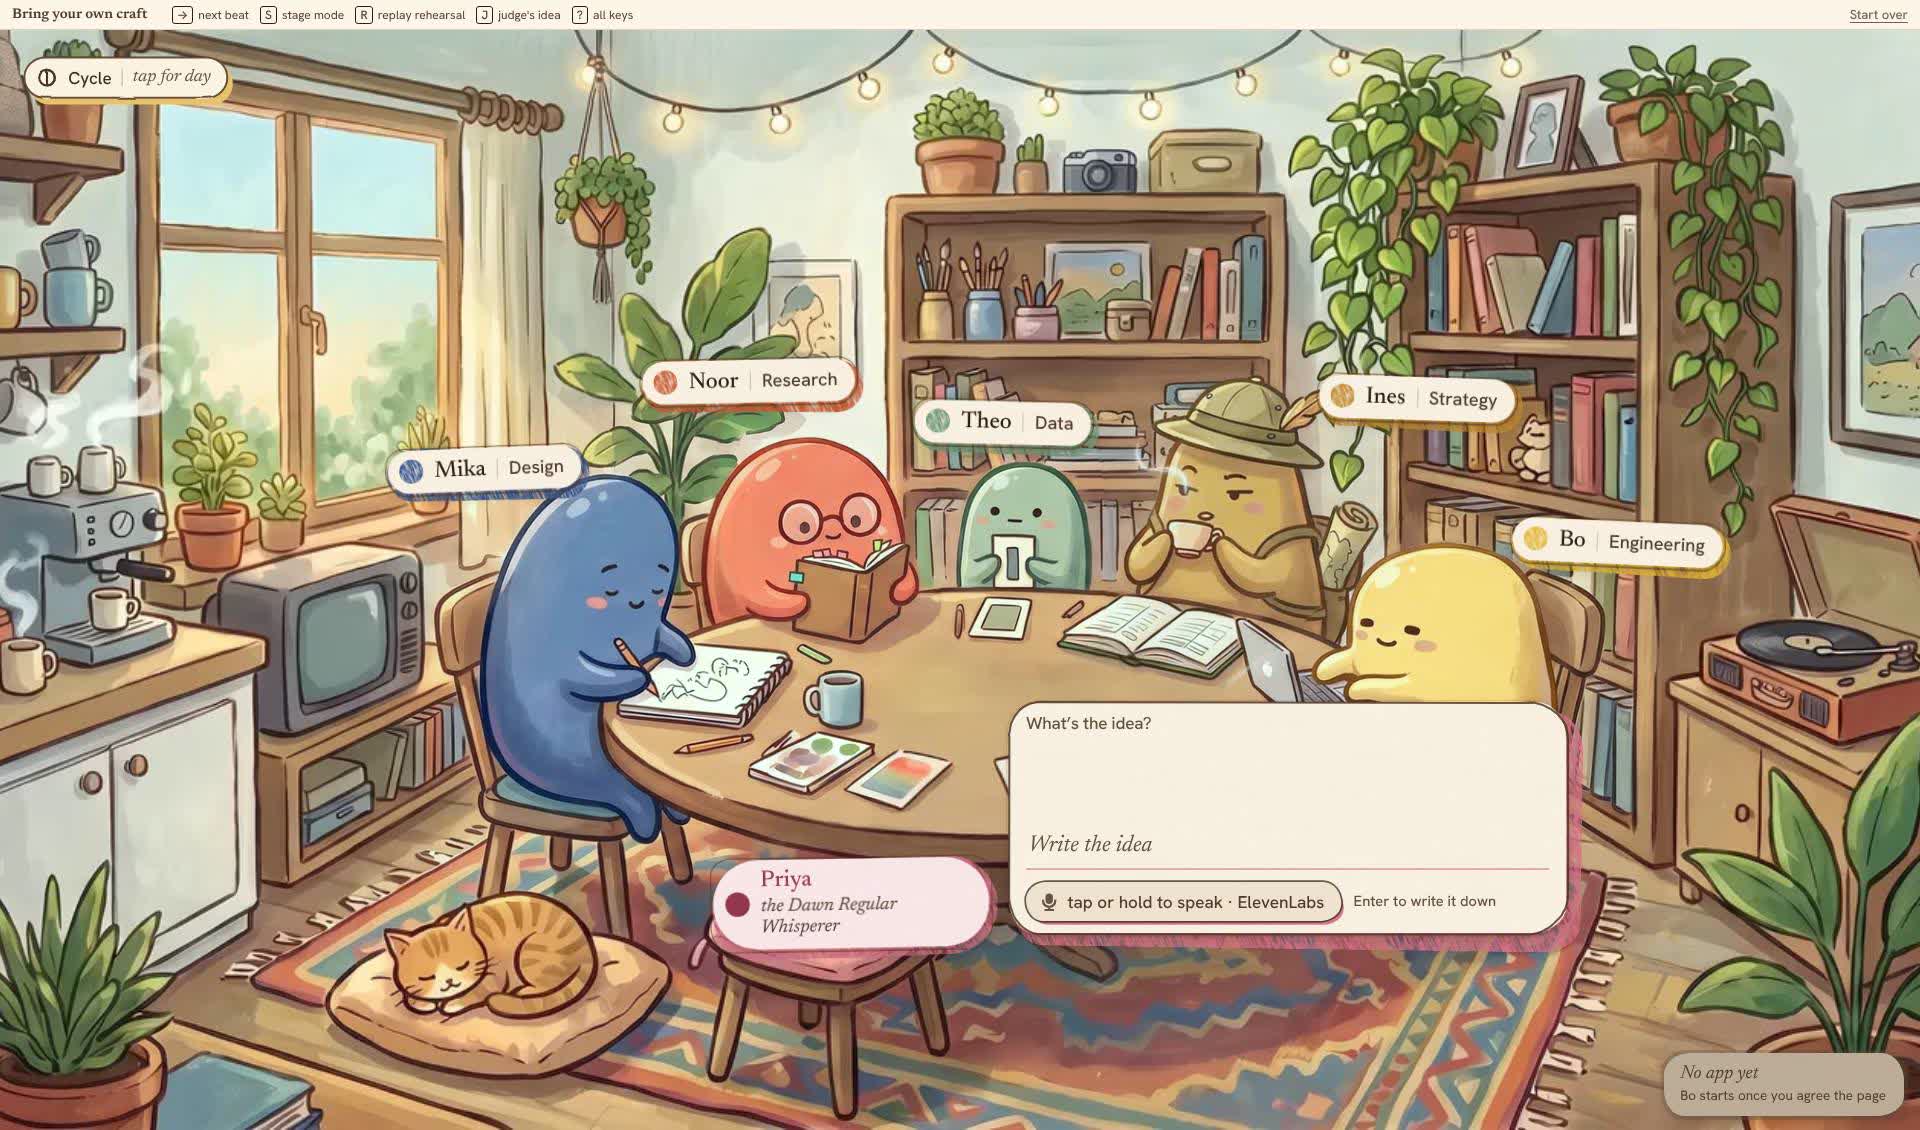 Bring your own craft
→ next beat S stage mode R replay rehearsal J judge's idea ? all keys
Start over
Cycle tap for day
Noor Research
Ines Strategy
Theo Data
Mika Design
Bo Engineering
What's the idea?
Write the idea
tap or hold to speak · ElevenLabs Enter to write it down
Priya
the Dawn Regular
Whisperer
No app yet
Bo starts once you agree the page